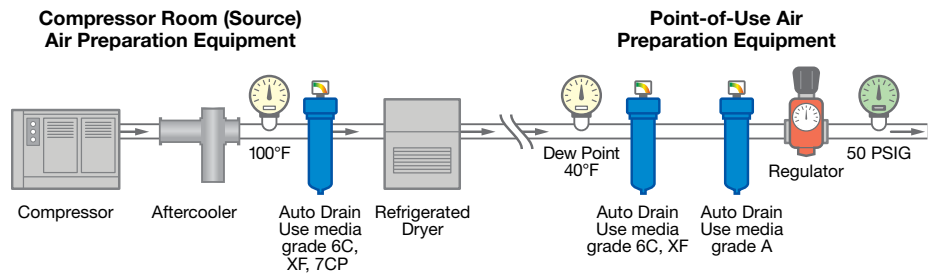 Compressor Room (Source)
Air Preparation Equipment
Point-of-Use Air
Preparation Equipment
100°F
Dew Point
40°F
Regulator
50 PSIG
Compressor
Aftercooler
Auto Drain
Use media
grade 6C,
XF, 7CP
Refrigerated
Dryer
Auto Drain
Use media
grade 6C, XF
Auto Drain
Use media
grade A